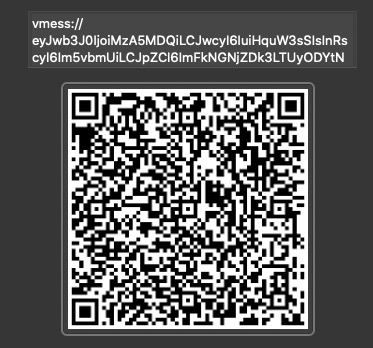 vmess://
eyJwb3J0IjoiMzA5MDQiLCJwcyI6IuiHquW3sSIsInRs
cyI6Im5vbmUiLCJpZCI6ImFkNGNjZDk3LTUyODYtN